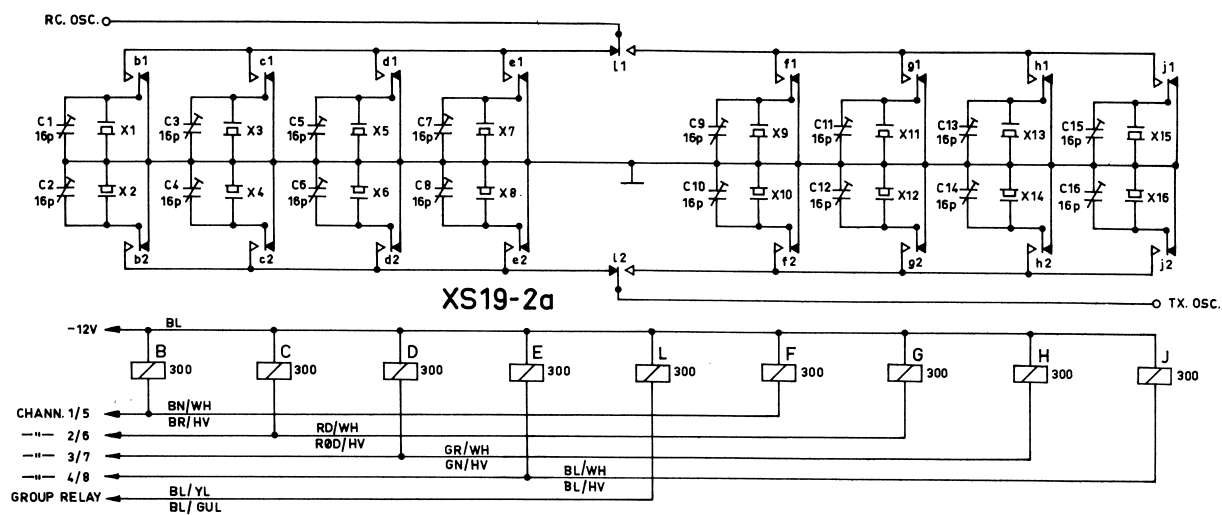 RC. OSC.
b1 c1 d1 e1 l1 f1 g1 h1 j1
C1 16p X1 C3 16p X3 C5 16p X5 C7 16p X7 C9 16p X9 C11 16p X11 C13 16p X13 C15 16p X15
C2 16p X2 C4 16p X4 C6 16p X6 C8 16p X8 C10 16p X10 C12 16p X12 C14 16p X14 C16 16p X16
b2 c2 d2 e2 l2 f2 g2 h2 j2
XS19-2a
TX. OSC.
-12V BL
B C D E L F G H J
300 300 300 300 300 300 300 300 300
CHANN. 1/5 BN/WH
BR/HV
—"— 2/6 RD/WH
RØD/HV
—"— 3/7 GR/WH
GN/HV
—"— 4/8 BL/WH
BL/HV
GROUP RELAY BL/YL
BL/GUL